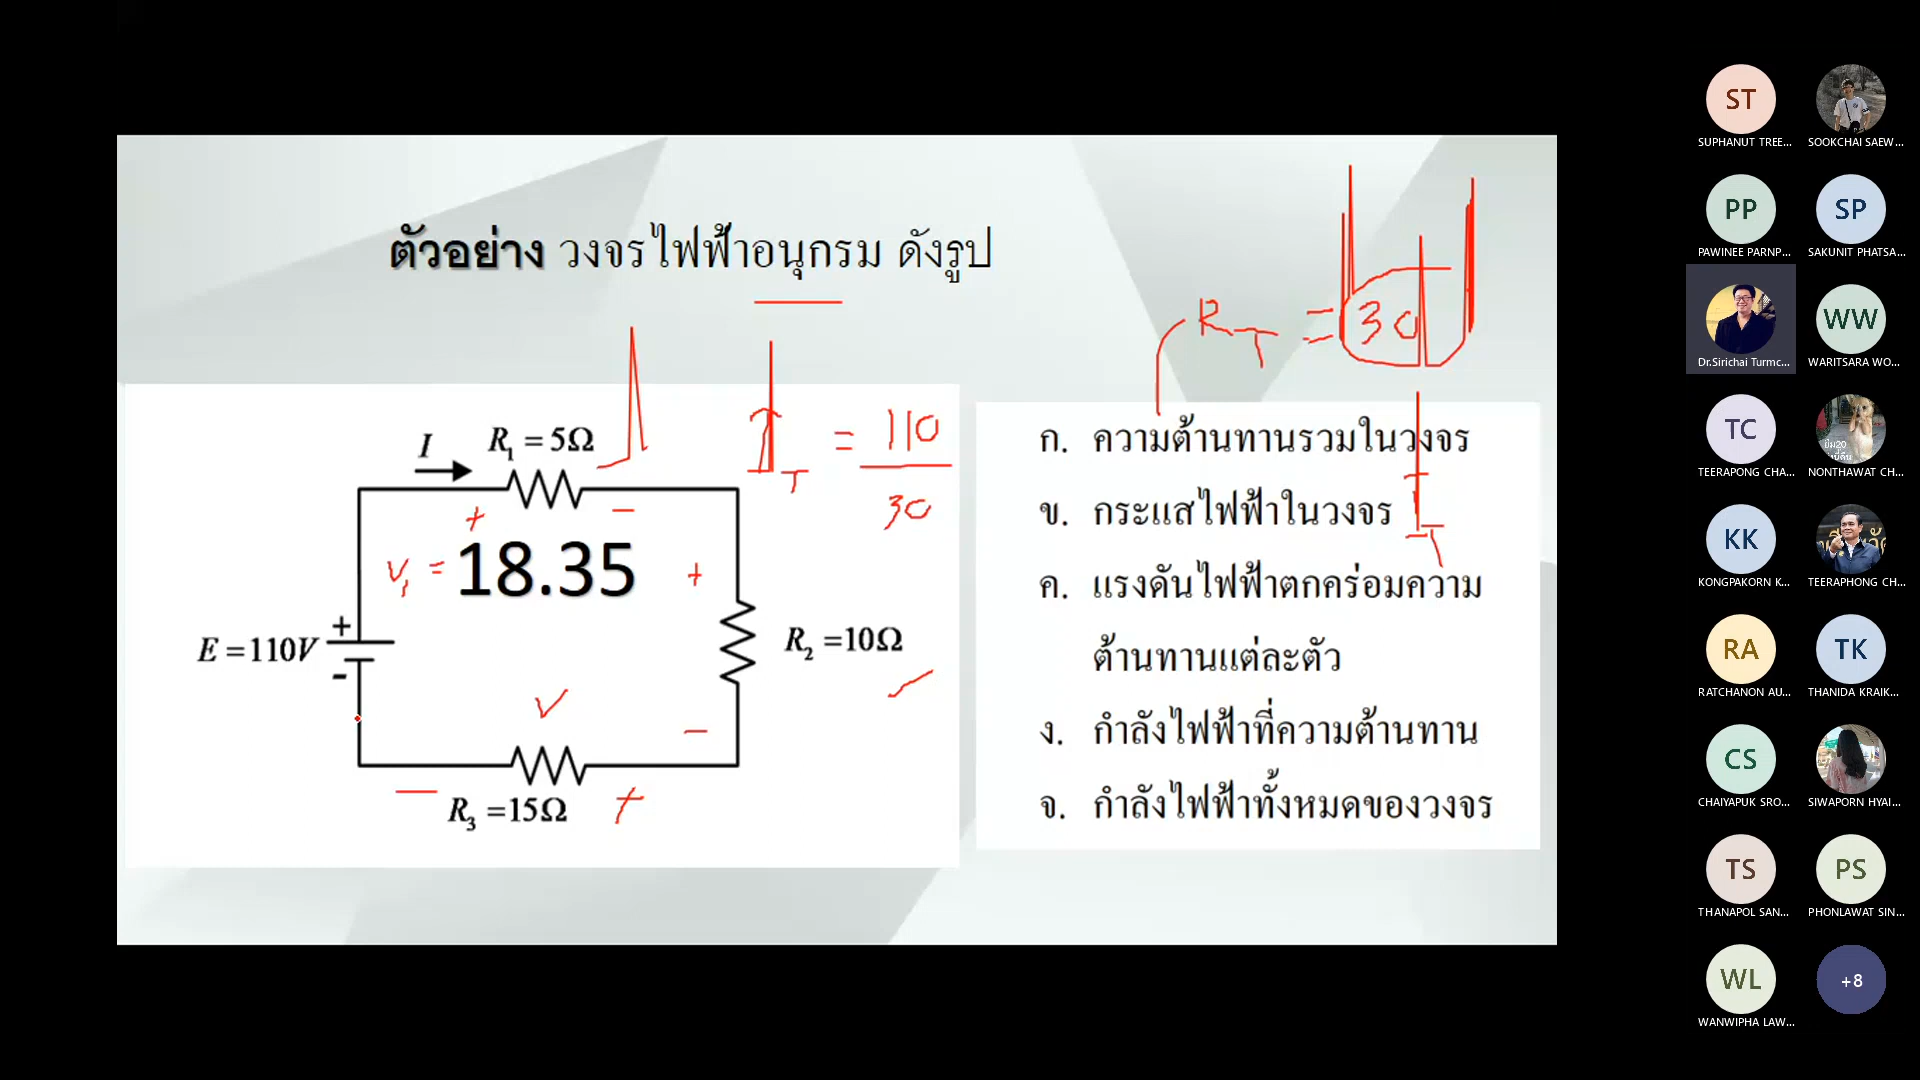 ตัวอย่าง วงจรไฟฟ้าอนุกรม ดังรูป
R_T = 30
I R₁ = 5Ω
I_T = 110
30
+ −
V₁ = 18.35 +
+
E = 110V
-
R₂ =10Ω
−
− R₃ =15Ω +
ก. ความต้านทานรวมในวงจร
ข. กระแสไฟฟ้าในวงจร I_T
ค. แรงดันไฟฟ้าตกคร่อมความ
ต้านทานแต่ละตัว
ง. กำลังไฟฟ้าที่ความต้านทาน
จ. กำลังไฟฟ้าทั้งหมดของวงจร
ST
SUPHANUT TREE...
SOOKCHAI SAEW...
PP
PAWINEE PARNP...
SP
SAKUNIT PHATSA...
Dr.Sirichai Turmc...
WW
WARITSARA WO...
TC
TEERAPONG CHA...
ยิ้ม20
NONTHAWAT CH...
KK
KONGPAKORN K...
TEERAPHONG CH...
RA
RATCHANON AU...
TK
THANIDA KRAIK...
CS
CHAIYAPUK SRO...
SIWAPORN HYAI...
TS
THANAPOL SAN...
PS
PHONLAWAT SIN...
WL
WANWIPHA LAW...
+8